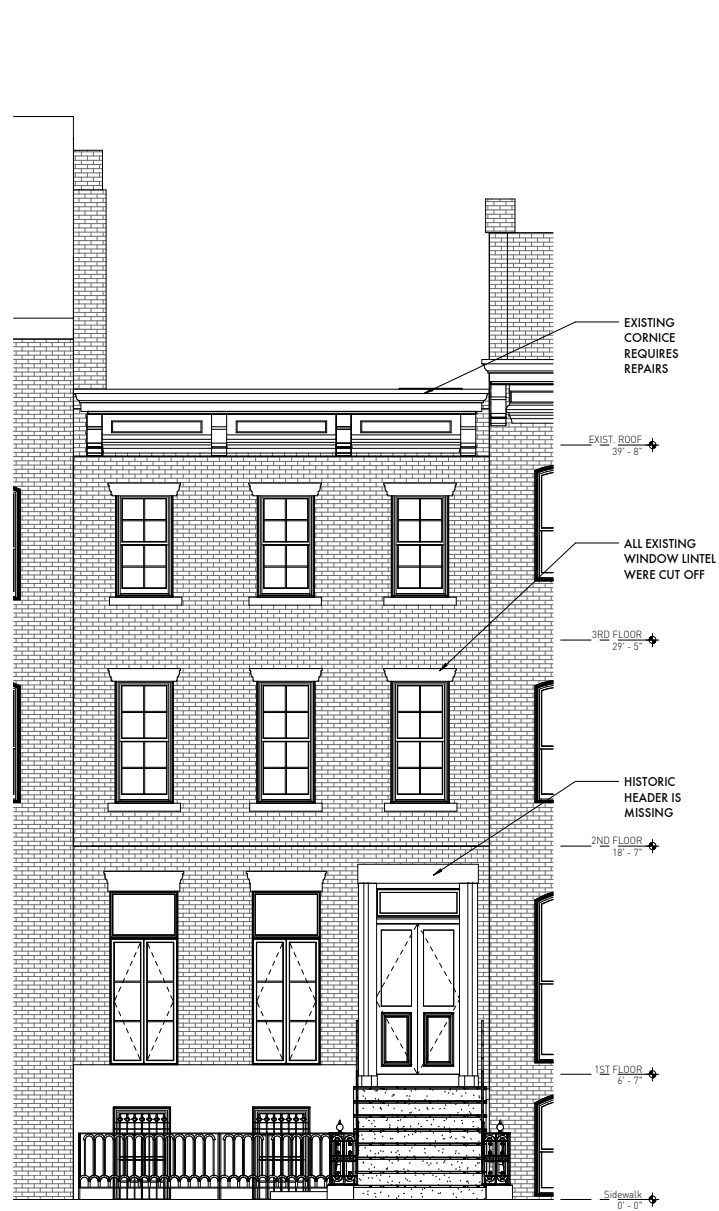 EXISTING
CORNICE
REQUIRES
REPAIRS
EXIST. ROOF
39' - 8"
ALL EXISTING
WINDOW LINTEL
WERE CUT OFF
3RD FLOOR
29' - 5"
HISTORIC
HEADER IS
MISSING
2ND FLOOR
18' - 7"
1ST FLOOR
6' - 7"
Sidewalk
0' - 0"